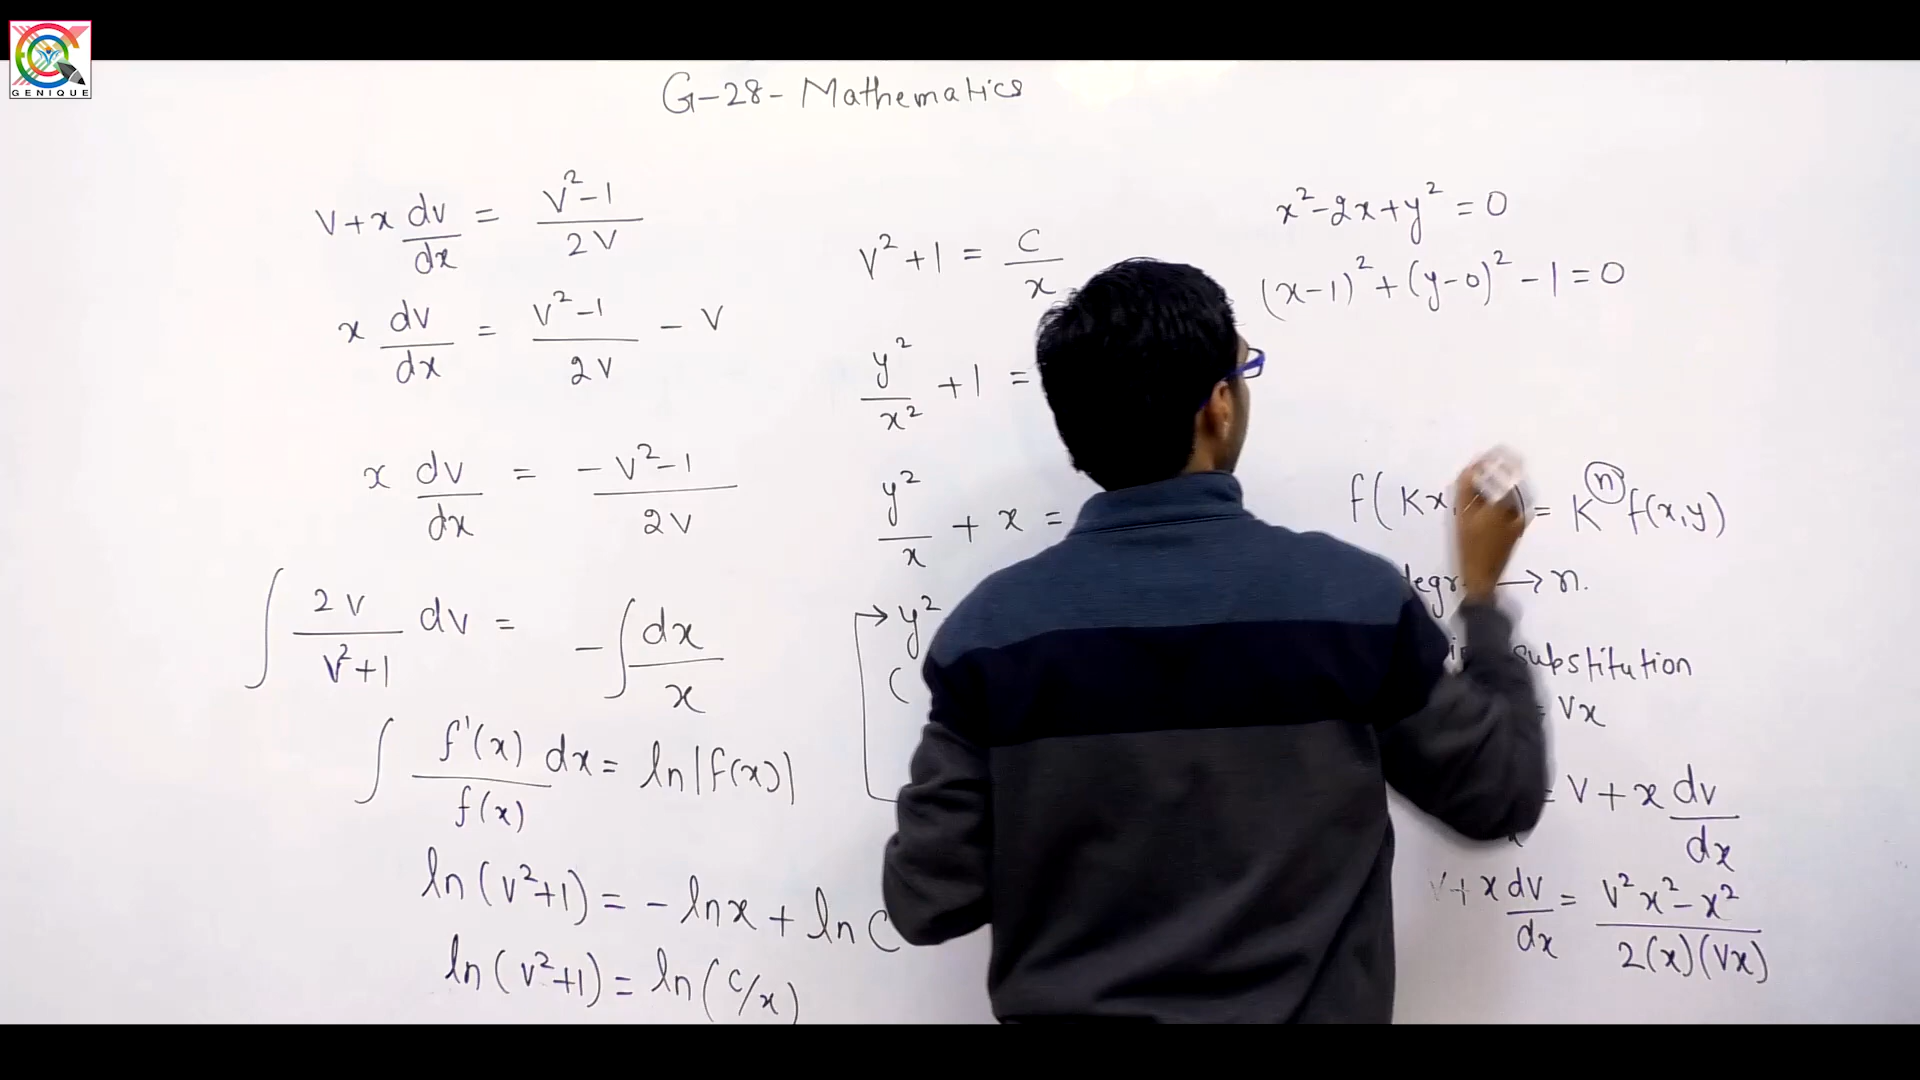 GENIQUE
G-28- Mathematics
v+x dv/dx = v²-1/2v
x dv/dx = v²-1/2v - v
x dv/dx = -v²-1/2v
∫ 2v/v²+1 dv = -∫ dx/x
∫ f'(x)/f(x) dx = ln|f(x)|
ln(v²+1) = - lnx + ln C
ln(v²+1) = ln(c/x)
v²+1 = c/x
y²/x² +1 =
y²/x + x =
→ y²
(
x²-2x+y² = 0
(x-1)²+(y-0)²-1=0
f(Kx, ) = Kⁿ f(x,y)
→ n.
substitution
= vx
= v + x dv/dx
v+x dv/dx = v²x²-x²/2(x)(vx)